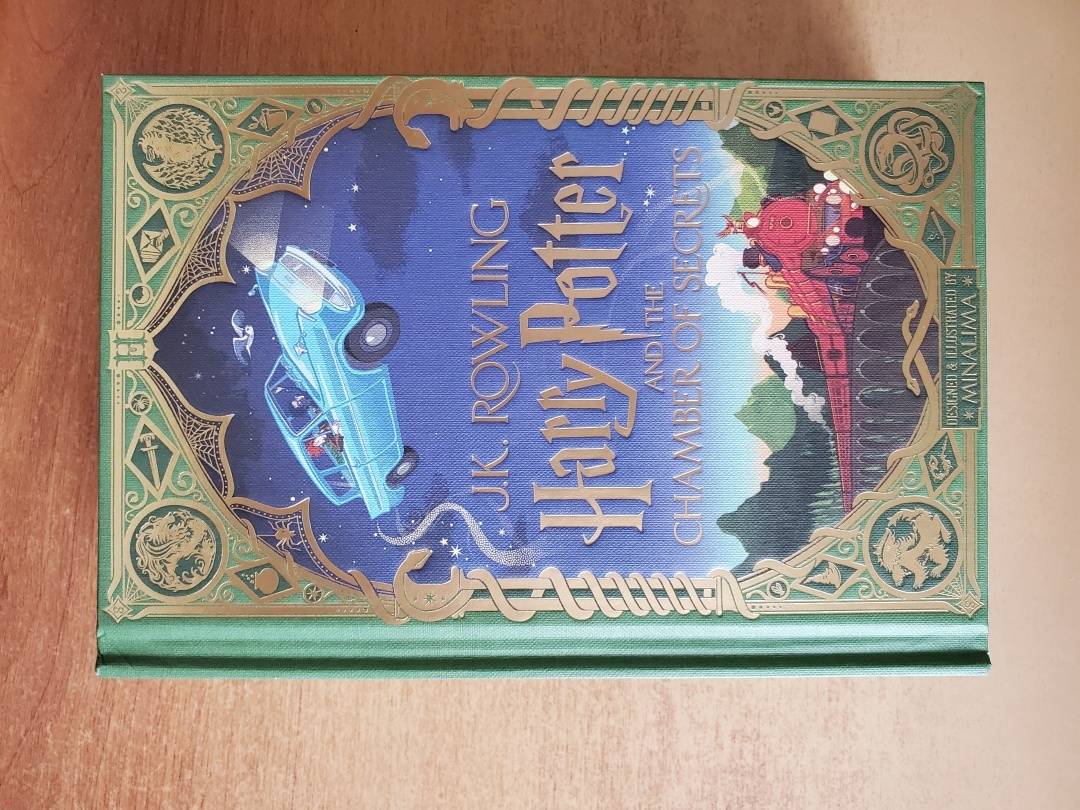 J.K. ROWLING
Harry Potter
AND THE
CHAMBER OF SECRETS
DESIGNED & ILLUSTRATED BY
* MINALIMA *